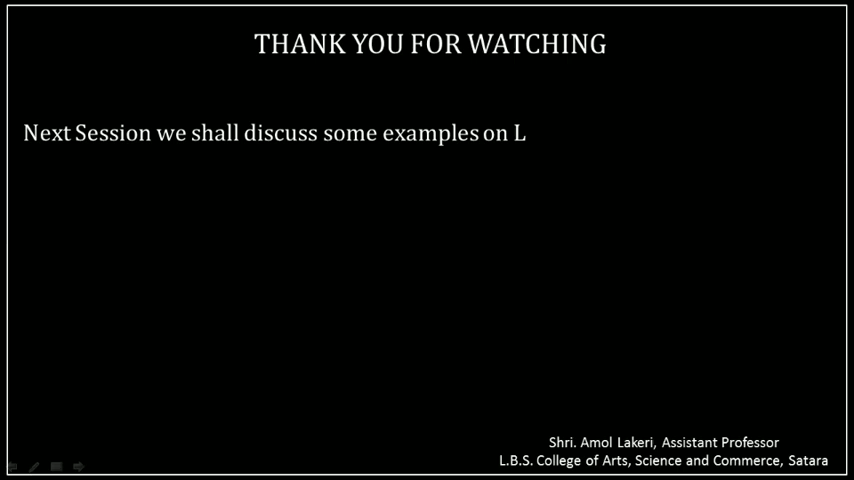 THANK YOU FOR WATCHING
Next Session we shall discuss some examples on L
Shri. Amol Lakeri, Assistant Professor
L.B.S. College of Arts, Science and Commerce, Satara